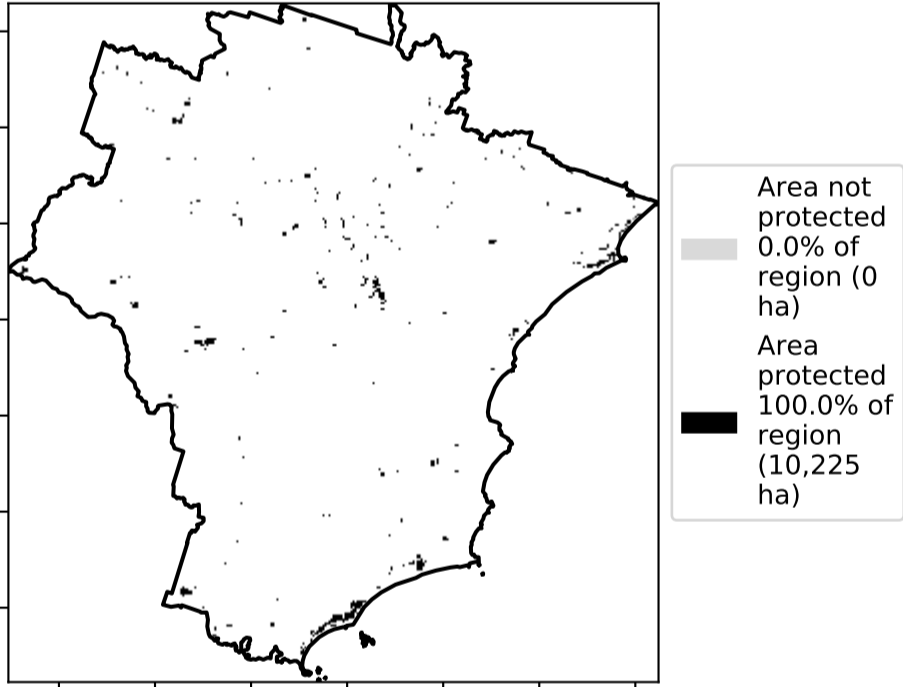 Area not
protected
0.0% of
region (0
ha)
Area
protected
100.0% of
region
(10,225
ha)